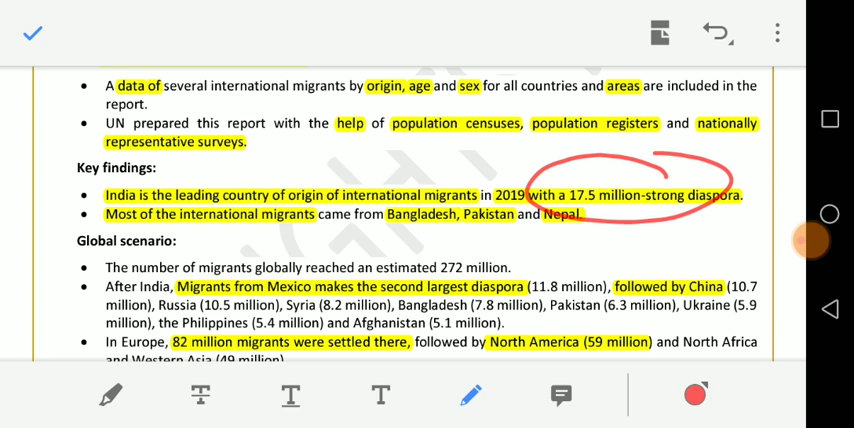 • A data of several international migrants by origin, age and sex for all countries and areas are included in the
report.
• UN prepared this report with the help of population censuses, population registers and nationally
representative surveys.
Key findings:
• India is the leading country of origin of international migrants in 2019 with a 17.5 million-strong diaspora.
• Most of the international migrants came from Bangladesh, Pakistan and Nepal.
Global scenario:
• The number of migrants globally reached an estimated 272 million.
• After India, Migrants from Mexico makes the second largest diaspora (11.8 million), followed by China (10.7
million), Russia (10.5 million), Syria (8.2 million), Bangladesh (7.8 million), Pakistan (6.3 million), Ukraine (5.9
million), the Philippines (5.4 million) and Afghanistan (5.1 million).
• In Europe, 82 million migrants were settled there, followed by North America (59 million) and North Africa
and Western Asia (49 million).
T T T